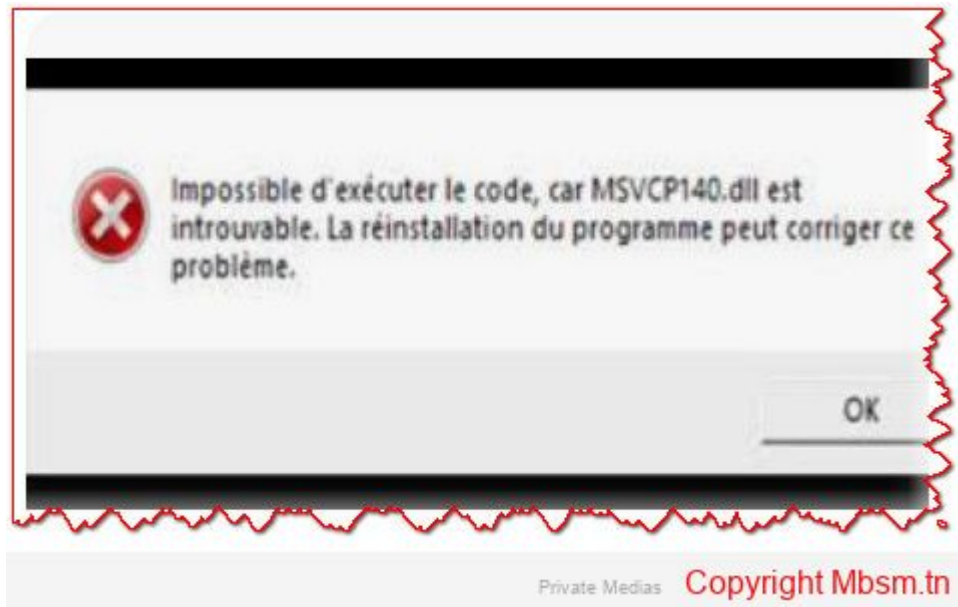 Impossible d'exécuter le code, car MSVCP140.dll est
introuvable. La réinstallation du programme peut corriger ce
problème.
OK
Private Medias Copyright Mbsm.tn